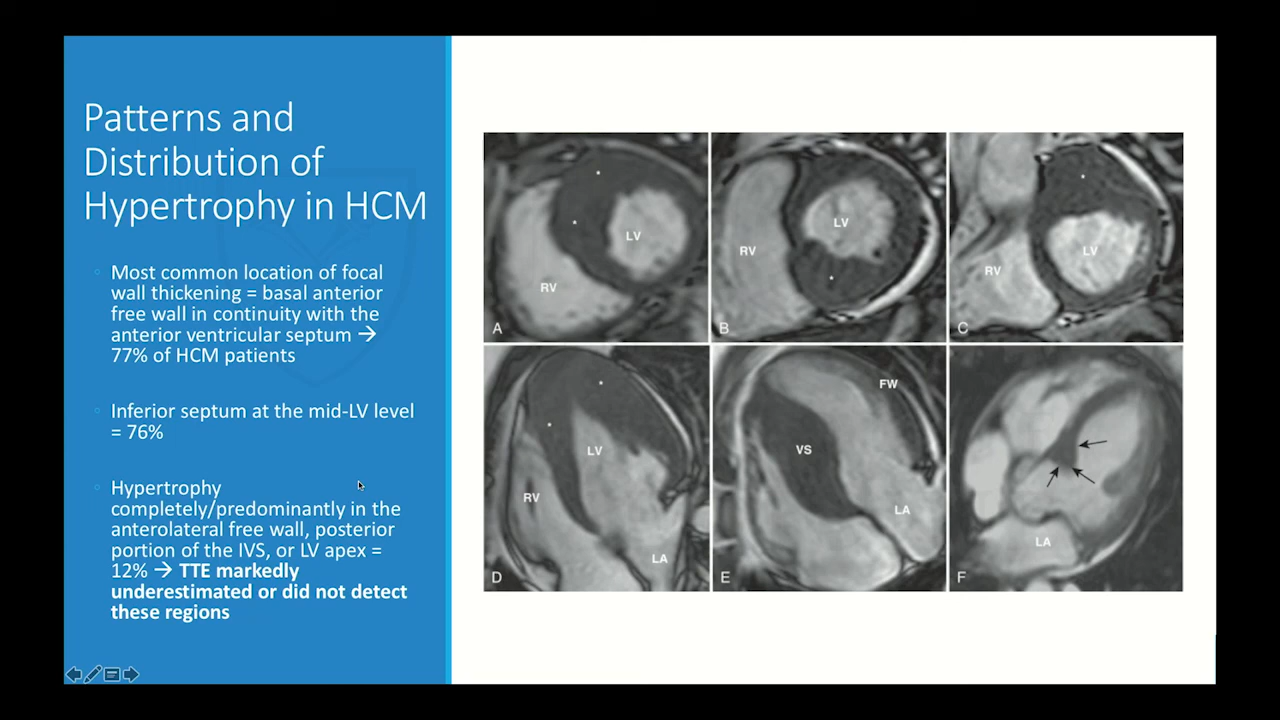 Patterns and
Distribution of
Hypertrophy in HCM
Most common location of focal
wall thickening = basal anterior
free wall in continuity with the
anterior ventricular septum →
77% of HCM patients
Inferior septum at the mid-LV level
= 76%
Hypertrophy
completely/predominantly in the
anterolateral free wall, posterior
portion of the IVS, or LV apex =
12% → TTE markedly
underestimated or did not detect
these regions
LV
RV
A
LV
RV
B
LV
RV
C
LV
RV
LA
D
FW
VS
LA
E
LA
F